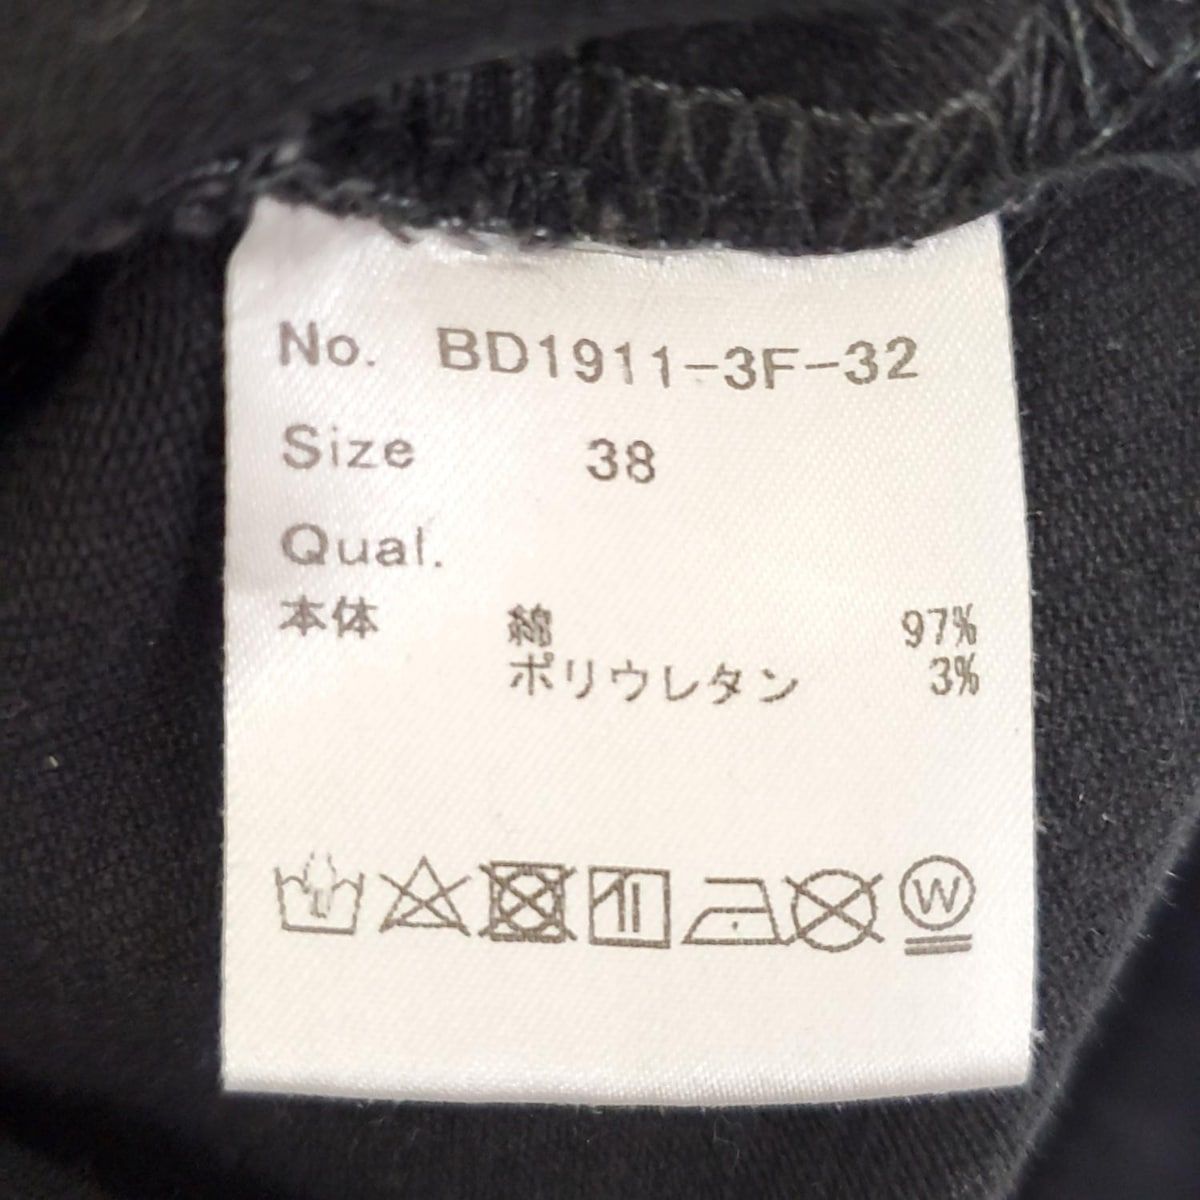 No. BD1911-3F-32
Size 38
Qual.
本体 綿 97%
ポリウレタン 3%
W